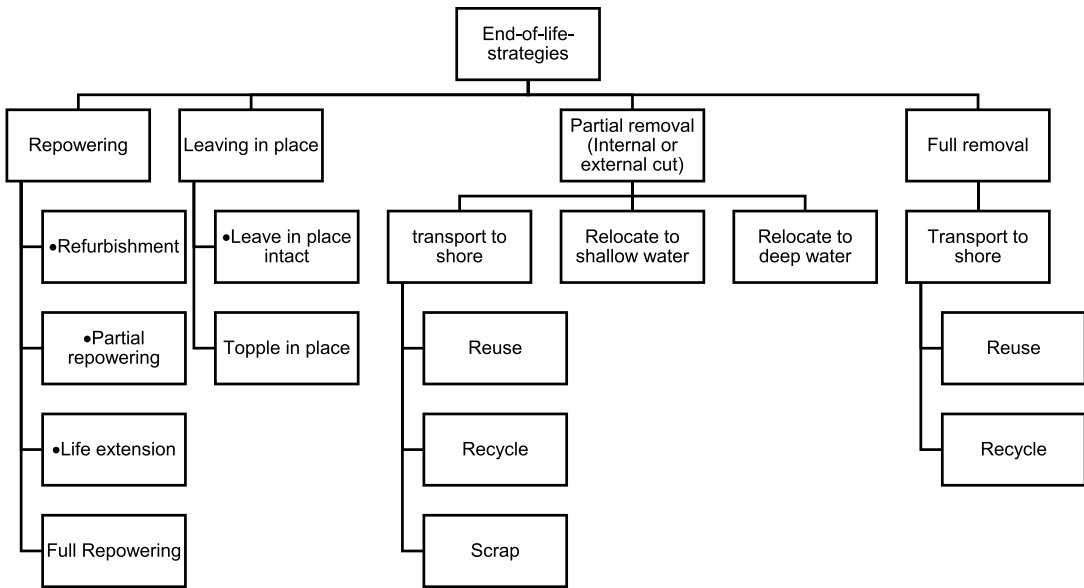 End-of-life-
strategies
Repowering
Leaving in place
Partial removal
(Internal or
external cut)
Full removal
•Refurbishment
•Leave in place
intact
transport to
shore
Relocate to
shallow water
Relocate to
deep water
Transport to
shore
•Partial
repowering
Topple in place
Reuse
Reuse
•Life extension
Recycle
Recycle
Full Repowering
Scrap